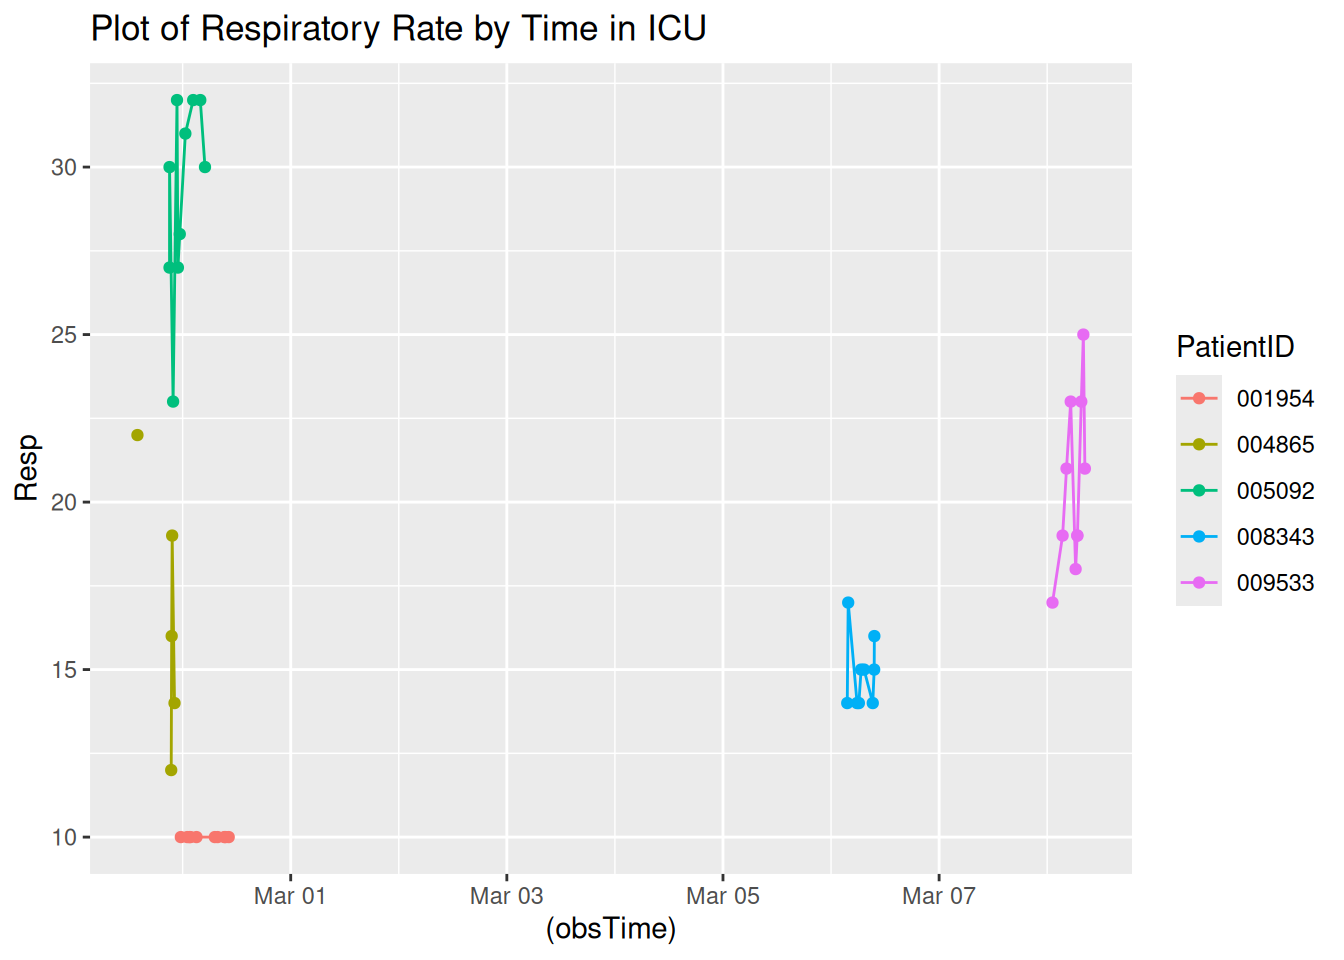 Plot of Respiratory Rate by Time in ICU
30
25
20
15
10
Resp
Mar 01
Mar 03
Mar 05
Mar 07
(obsTime)
PatientID
001954
004865
005092
008343
009533